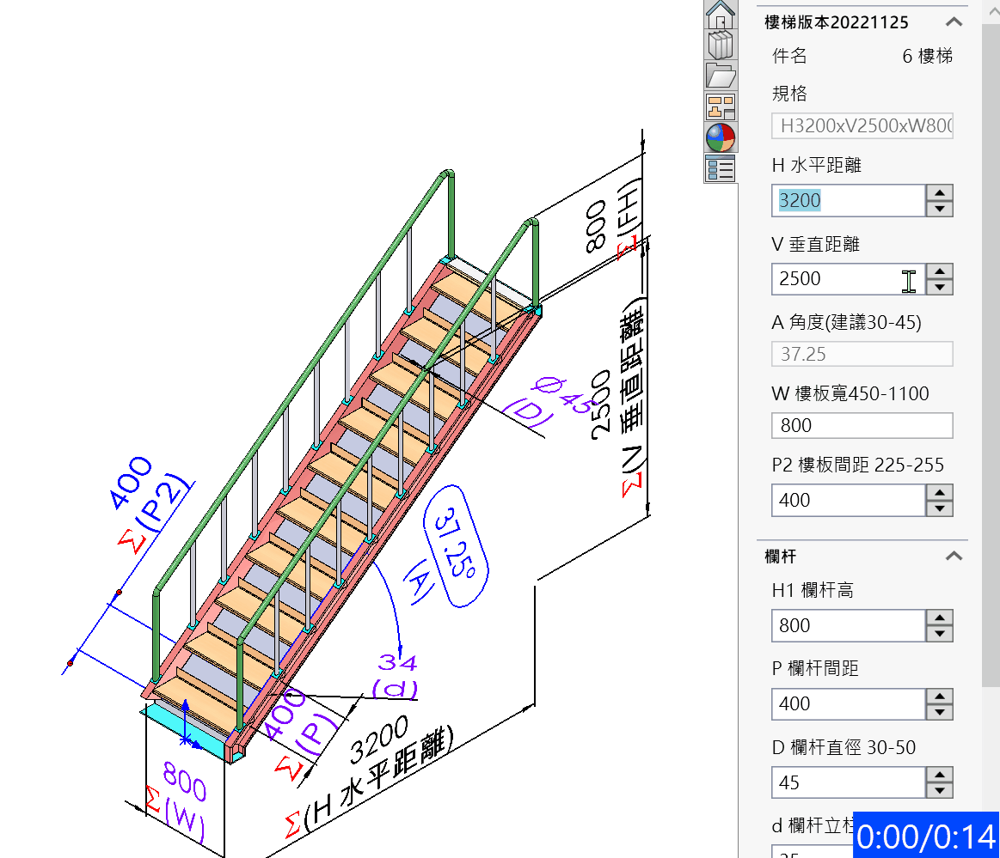 樓梯版本20221125
件名 6 樓梯
規格
H3200xV2500xW800
H 水平距離
3200
V 垂直距離
2500
A 角度(建議30-45)
37.25
W 樓板寬450-1100
800
P2 樓板間距 225-255
400
欄杆
H1 欄杆高
800
P 欄杆間距
400
D 欄杆直徑 30-50
45
d 欄杆立柱
0:00/0:14
800
Σ(FH)
Ø 45
(D)
2500
Σ(V 垂直距離)
400
Σ(P2)
37.25°
(A)
34
(d)
400
Σ(P)
3200
Σ(H 水平距離)
800
Σ(W)